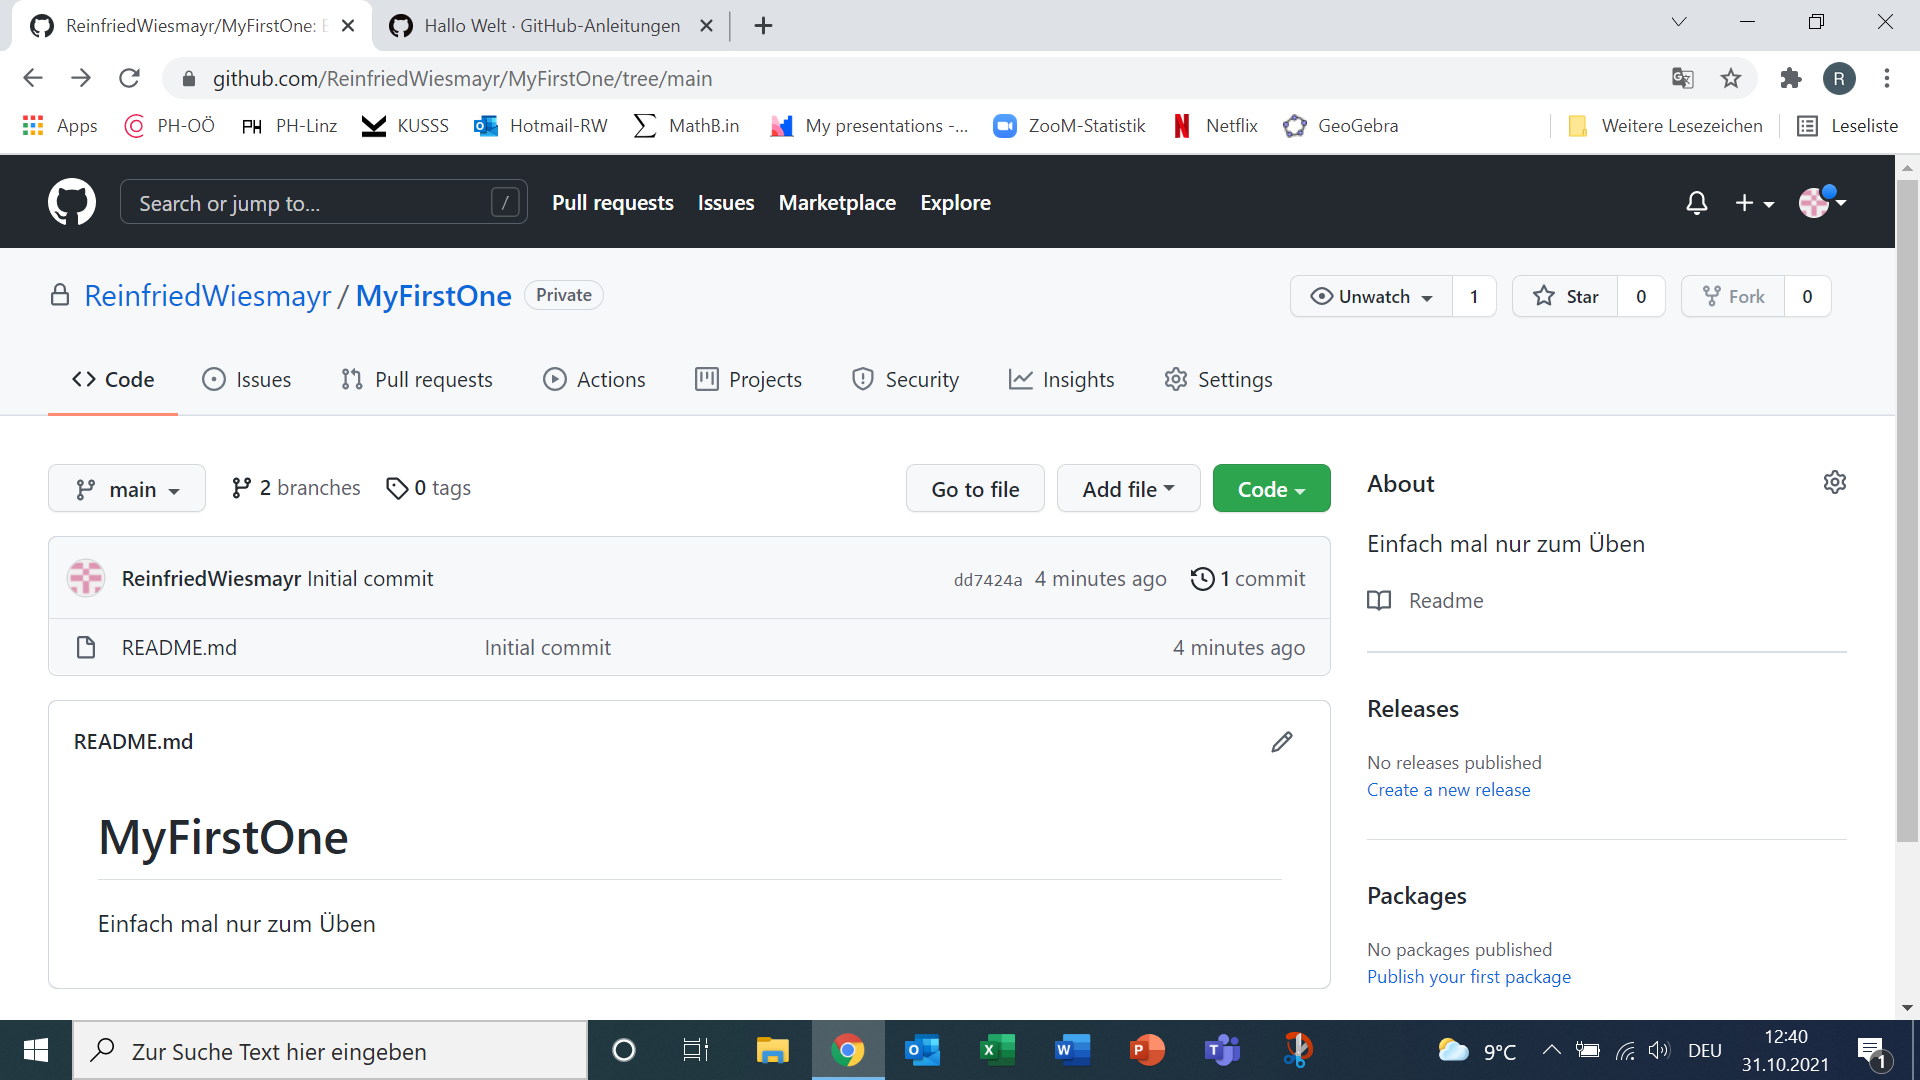 ReinfriedWiesmayr/MyFirstOne: E
Hallo Welt · GitHub-Anleitungen
github.com/ReinfriedWiesmayr/MyFirstOne/tree/main
R
Apps
PH-OÖ
PH PH-Linz
KUSSS
Hotmail-RW
MathB.in
My presentations -...
ZooM-Statistik
Netflix
GeoGebra
Weitere Lesezeichen
Leseliste
Search or jump to... /
Pull requests
Issues
Marketplace
Explore
ReinfriedWiesmayr / MyFirstOne Private
Unwatch 1
Star 0
Fork 0
Code
Issues
Pull requests
Actions
Projects
Security
Insights
Settings
main
2 branches
0 tags
Go to file
Add file
Code
ReinfriedWiesmayr Initial commit
dd7424a 4 minutes ago
1 commit
README.md
Initial commit
4 minutes ago
README.md
MyFirstOne
Einfach mal nur zum Üben
About
Einfach mal nur zum Üben
Readme
Releases
No releases published
Create a new release
Packages
No packages published
Publish your first package
Zur Suche Text hier eingeben
9°C
DEU
12:40
31.10.2021
1